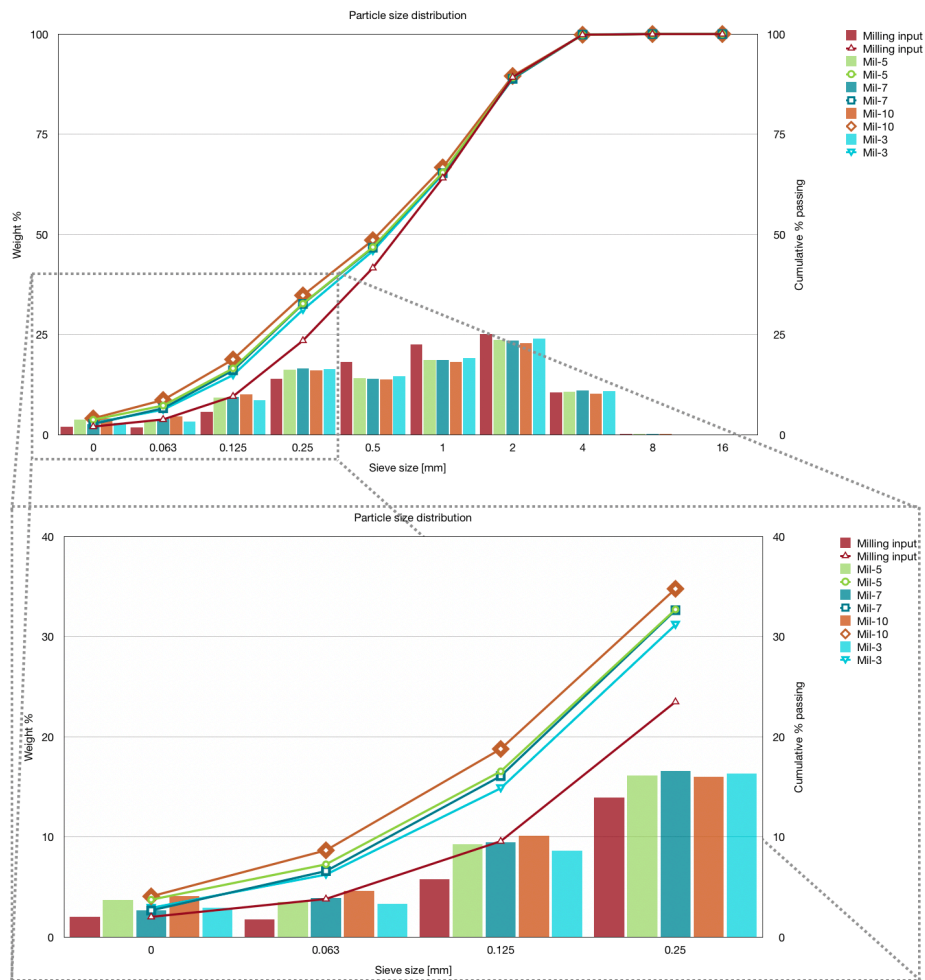 Particle size distribution
100
75
50
25
0
Weight %
100
75
50
25
0
Cumulative % passing
0
0.063
0.125
0.25
0.5
1
2
4
8
16
Sieve size [mm]
Milling input
Milling input
Mil-5
Mil-5
Mil-7
Mil-7
Mil-10
Mil-10
Mil-3
Mil-3
Particle size distribution
40
30
20
10
0
Weight %
40
30
20
10
0
Cumulative % passing
0
0.063
0.125
0.25
Sieve size [mm]
Milling input
Milling input
Mil-5
Mil-5
Mil-7
Mil-7
Mil-10
Mil-10
Mil-3
Mil-3